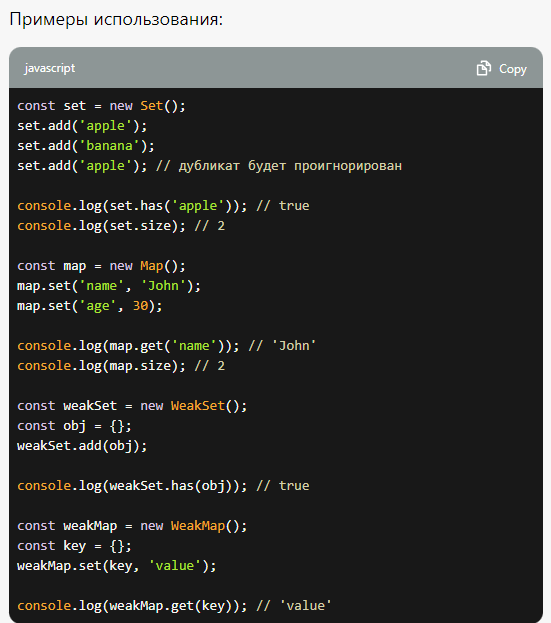 Примеры использования:
javascript
Copy
const set = new Set();
set.add('apple');
set.add('banana');
set.add('apple'); // дубликат будет проигнорирован
console.log(set.has('apple')); // true
console.log(set.size); // 2
const map = new Map();
map.set('name', 'John');
map.set('age', 30);
console.log(map.get('name')); // 'John'
console.log(map.size); // 2
const weakSet = new WeakSet();
const obj = {};
weakSet.add(obj);
console.log(weakSet.has(obj)); // true
const weakMap = new WeakMap();
const key = {};
weakMap.set(key, 'value');
console.log(weakMap.get(key)); // 'value'